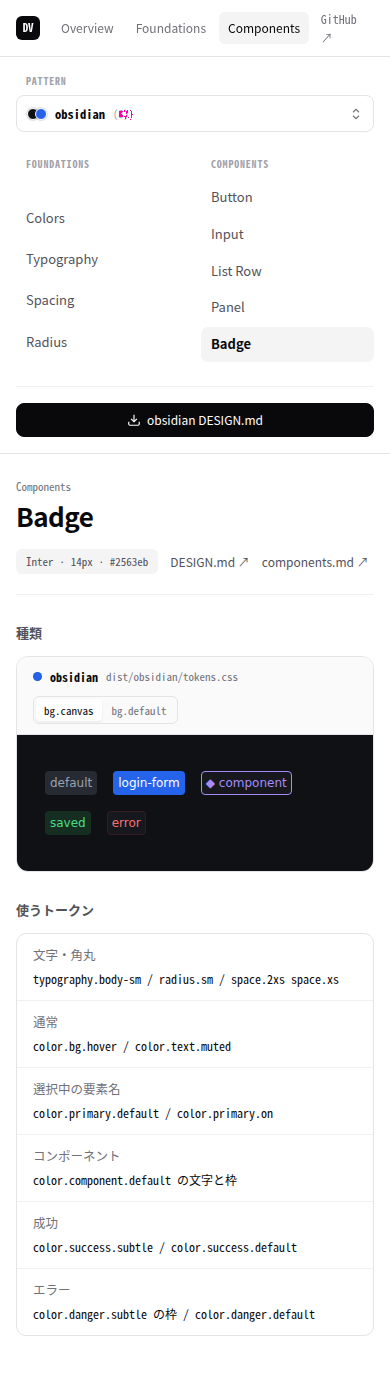 DV Overview Foundations Components GitHub ↗
PATTERN
obsidian
FOUNDATIONS
Colors
Typography
Spacing
Radius
COMPONENTS
Button
Input
List Row
Panel
Badge
obsidian DESIGN.md
Components
Badge
Inter · 14px · #2563eb DESIGN.md ↗ components.md ↗
種類
obsidian dist/obsidian/tokens.css
bg.canvas bg.default
default login-form ◆ component
saved error
使うトークン
文字・角丸
typography.body-sm / radius.sm / space.2xs space.xs
通常
color.bg.hover / color.text.muted
選択中の要素名
color.primary.default / color.primary.on
コンポーネント
color.component.default の文字と枠
成功
color.success.subtle / color.success.default
エラー
color.danger.subtle の枠 / color.danger.default